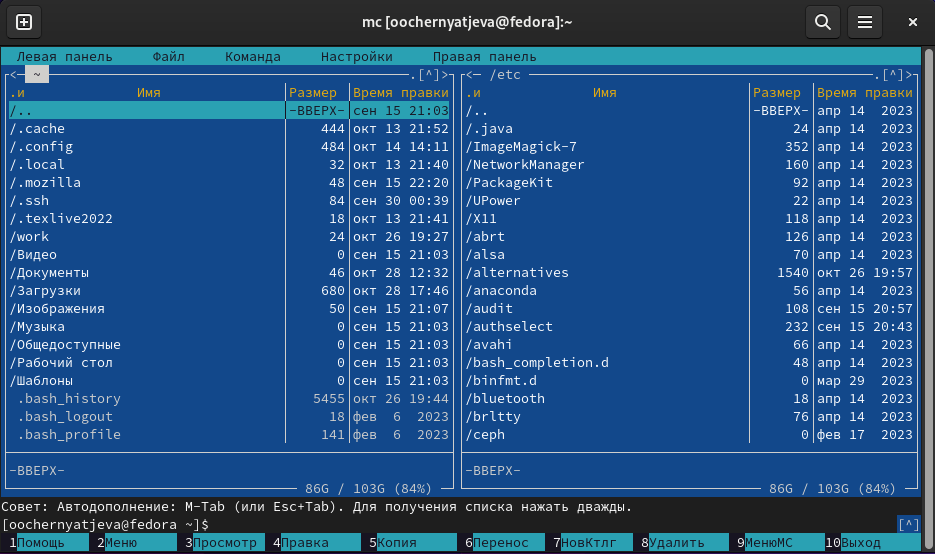 mc [oochernyatjeva@fedora]:~
Левая панель Файл Команда Настройки Правая панель
<─ ~ .[^]> <─ /etc .[^]>
.и Имя Размер Время правки .и Имя Размер Время правки
/.. -ВВЕРХ- сен 15 21:03 /.. -ВВЕРХ- апр 14 2023
/.cache 444 окт 13 21:52 /.java 24 апр 14 2023
/.config 484 окт 14 14:11 /ImageMagick-7 352 апр 14 2023
/.local 32 окт 13 21:40 /NetworkManager 160 апр 14 2023
/.mozilla 48 сен 15 22:20 /PackageKit 92 апр 14 2023
/.ssh 84 сен 30 00:39 /UPower 22 апр 14 2023
/.texlive2022 18 окт 13 21:41 /X11 118 апр 14 2023
/work 24 окт 26 19:27 /abrt 126 апр 14 2023
/Видео 0 сен 15 21:03 /alsa 70 апр 14 2023
/Документы 46 окт 28 12:32 /alternatives 1540 окт 26 19:57
/Загрузки 680 окт 28 17:46 /anaconda 56 апр 14 2023
/Изображения 50 сен 15 21:07 /audit 108 сен 15 20:57
/Музыка 0 сен 15 21:03 /authselect 232 сен 15 20:43
/Общедоступные 0 сен 15 21:03 /avahi 66 апр 14 2023
/Рабочий стол 0 сен 15 21:03 /bash_completion.d 48 апр 14 2023
/Шаблоны 0 сен 15 21:03 /binfmt.d 0 мар 29 2023
.bash_history 5455 окт 26 19:44 /bluetooth 18 апр 14 2023
.bash_logout 18 фев 6 2023 /brltty 76 апр 14 2023
.bash_profile 141 фев 6 2023 /ceph 0 фев 17 2023
-ВВЕРХ- -ВВЕРХ-
86G / 103G (84%) 86G / 103G (84%)
Совет: Автодополнение: M-Tab (или Esc+Tab). Для получения списка нажать дважды.
[oochernyatjeva@fedora ~]$ [^]
1Помощь 2Меню 3Просмотр 4Правка 5Копия 6Перенос 7НовКтлг 8Удалить 9МенюMC 10Выход